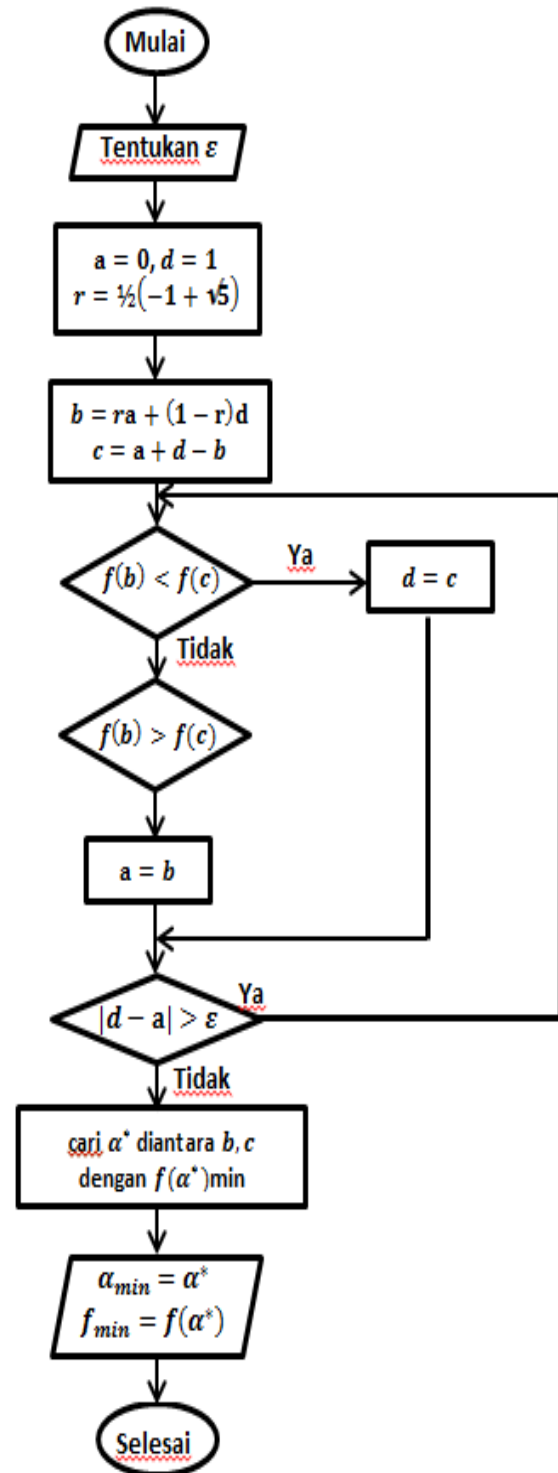 Mulai
Tentukan ε
a = 0, d = 1
r = ½(−1 + √5)
b = ra + (1 − r)d
c = a + d − b
f(b) < f(c)
Ya
d = c
Tidak
f(b) > f(c)
a = b
|d − a| > ε
Ya
Tidak
cari α* diantara b, c
dengan f(α*)min
α_min = α*
f_min = f(α*)
Selesai